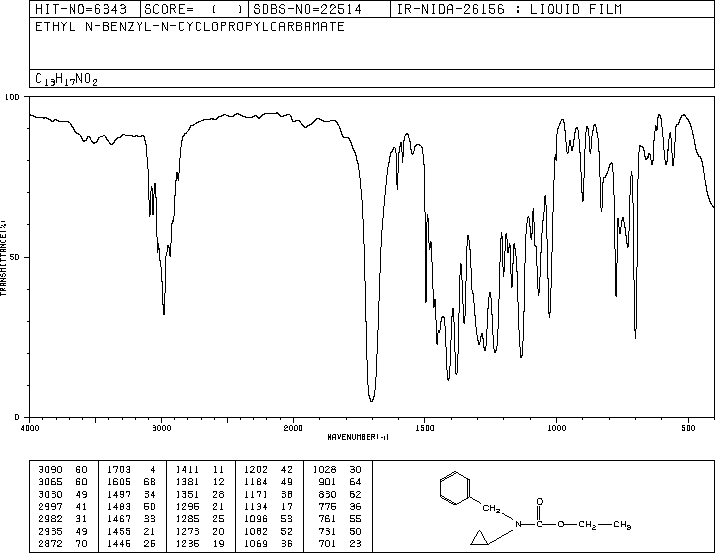 HIT-NO=6343 SCORE= ( ) SDBS-NO=22514 IR-NIDA-26156 : LIQUID FILM
ETHYL N-BENZYL-N-CYCLOPROPYLCARBAMATE
C13H17NO2
100
50
0
TRANSMITTANCE(%)
4000 3000 2000 1500 1000 500
WAVENUMBER(-1)
3090 60 1703 4 1411 11 1202 42 1028 30
3065 60 1605 68 1381 12 1184 49 901 64
3030 49 1497 34 1351 28 1171 38 830 62
2997 41 1483 50 1296 21 1134 17 775 36
2982 31 1467 33 1285 25 1096 53 761 55
2935 49 1455 21 1273 20 1082 52 731 50
2872 70 1446 26 1235 19 1069 36 701 23
O
CH2 N C O CH2 CH3